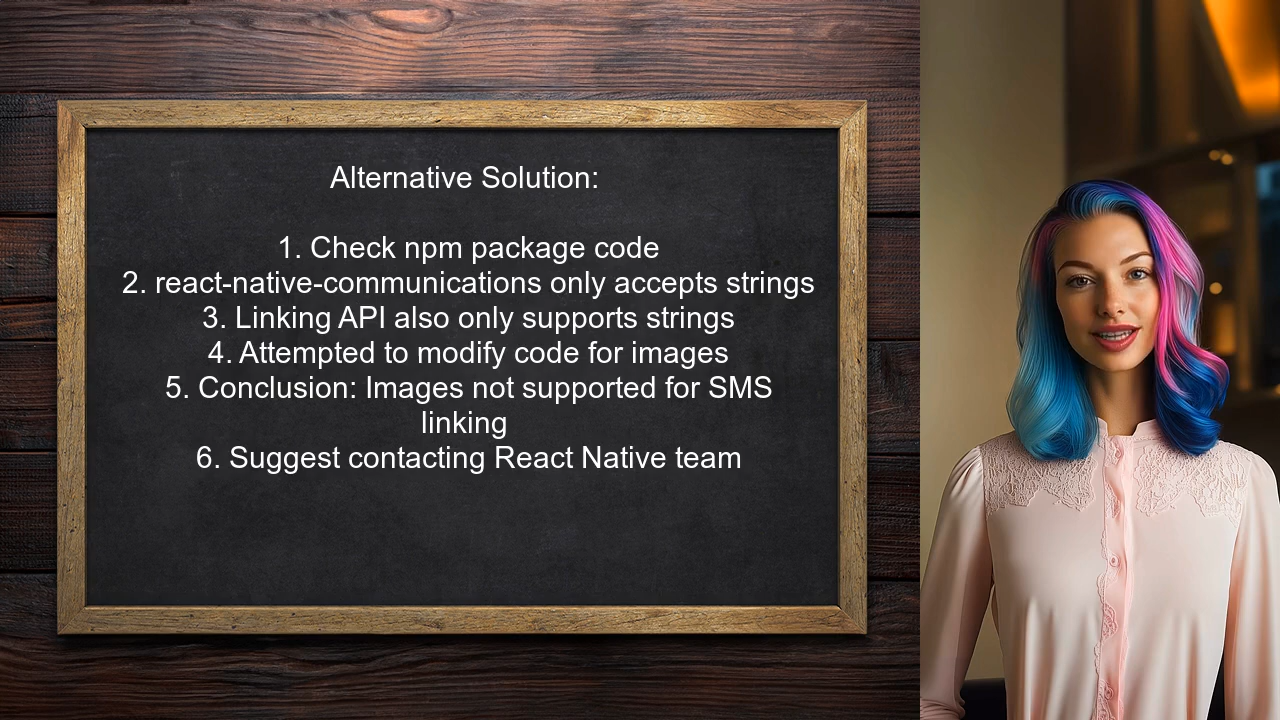 Alternative Solution:
1. Check npm package code
2. react-native-communications only accepts strings
3. Linking API also only supports strings
4. Attempted to modify code for images
5. Conclusion: Images not supported for SMS
linking
6. Suggest contacting React Native team